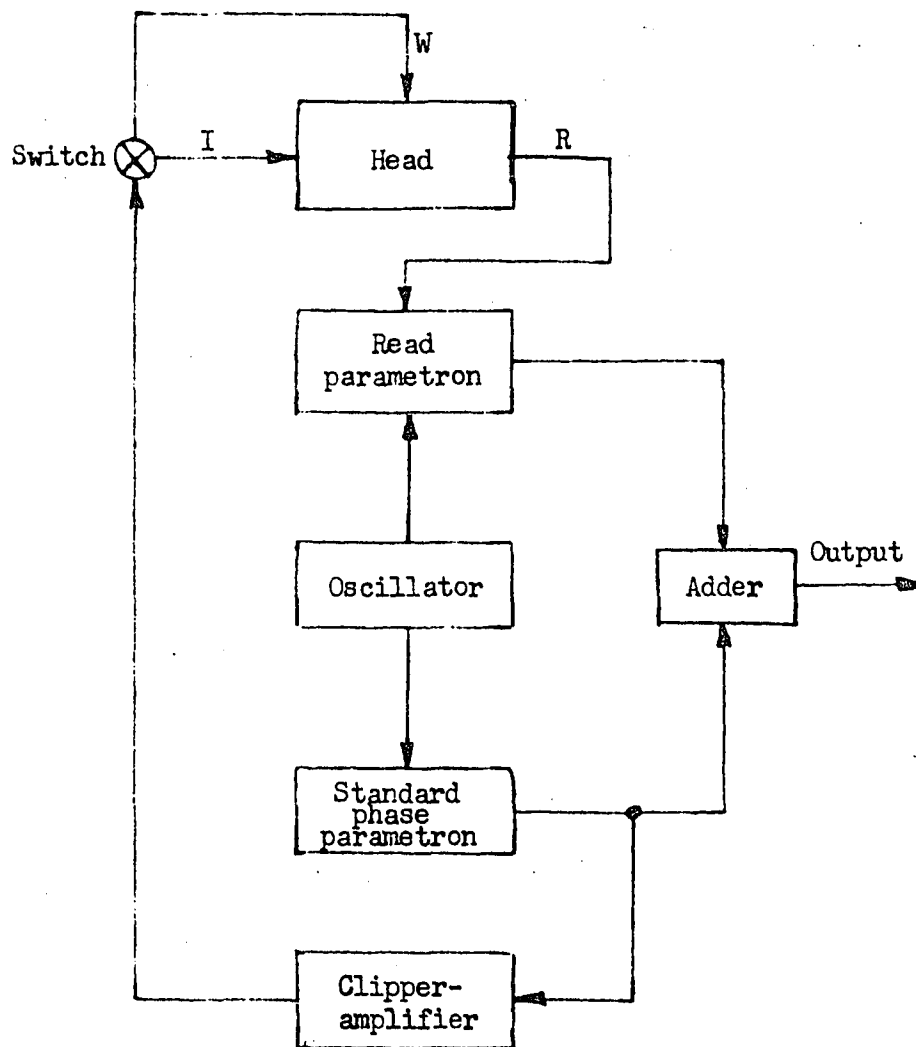 W
Switch
I
Head
R
Read
parametron
Oscillator
Output
Adder
Standard
phase
parametron
Clipper-
amplifier